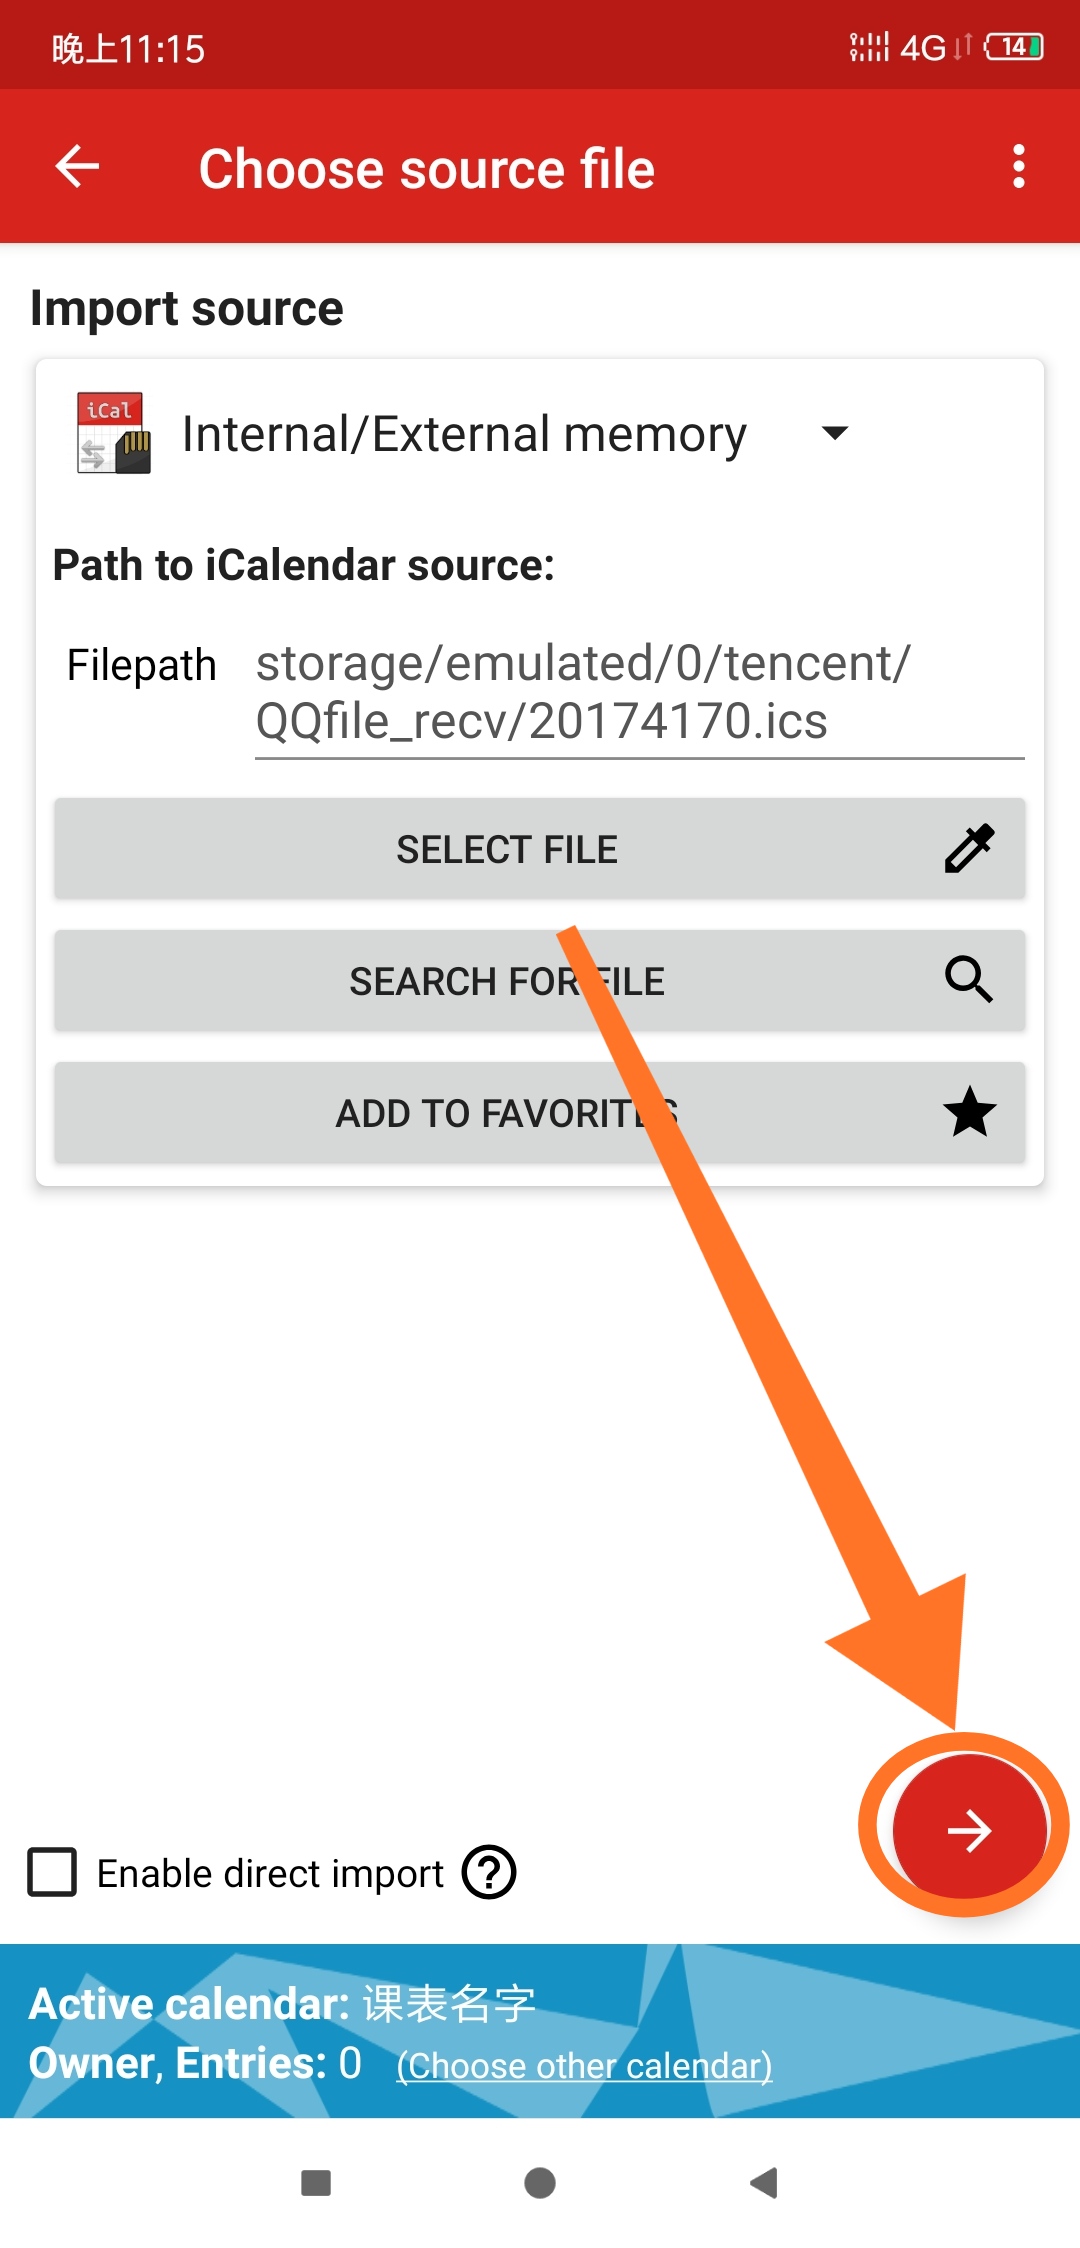 晚上11:15
4G
14
Choose source file
Import source
iCal
Internal/External memory
Path to iCalendar source:
Filepath
storage/emulated/0/tencent/
QQfile_recv/20174170.ics
SELECT FILE
SEARCH FOR FILE
ADD TO FAVORITES
Enable direct import
Active calendar: 课表名字
Owner, Entries: 0 (Choose other calendar)